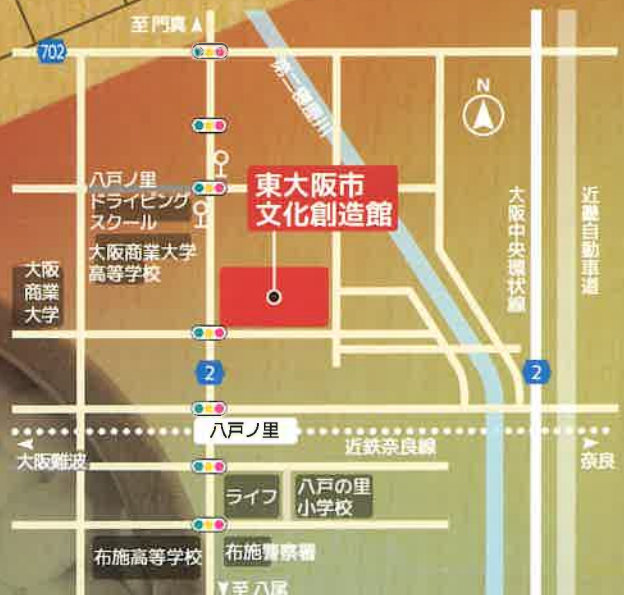 至門真
702
第二寝屋川
N
八戸ノ里
ドライビング
スクール
東大阪市
文化創造館
大阪商業大学
高等学校
大阪
商業
大学
大阪中央環状線
近畿自動車道
2
2
八戸ノ里
近鉄奈良線
大阪難波
奈良
ライフ
八戸の里
小学校
布施高等学校
布施警察署
至八尾